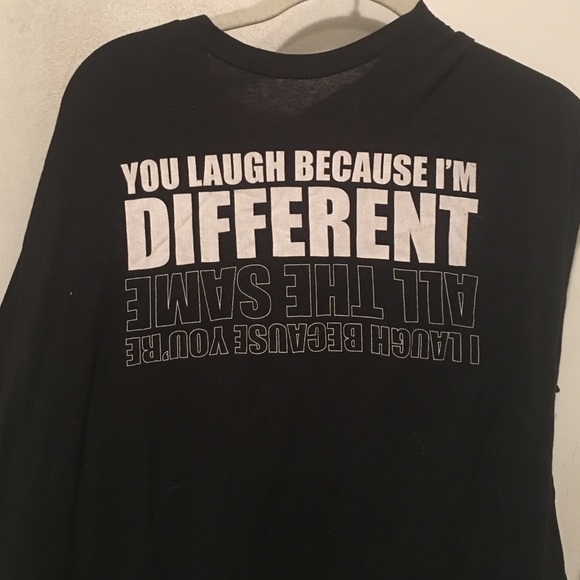 YOU LAUGH BECAUSE I'M
DIFFERENT
I LAUGH BECAUSE YOU'RE
ALL THE SAME